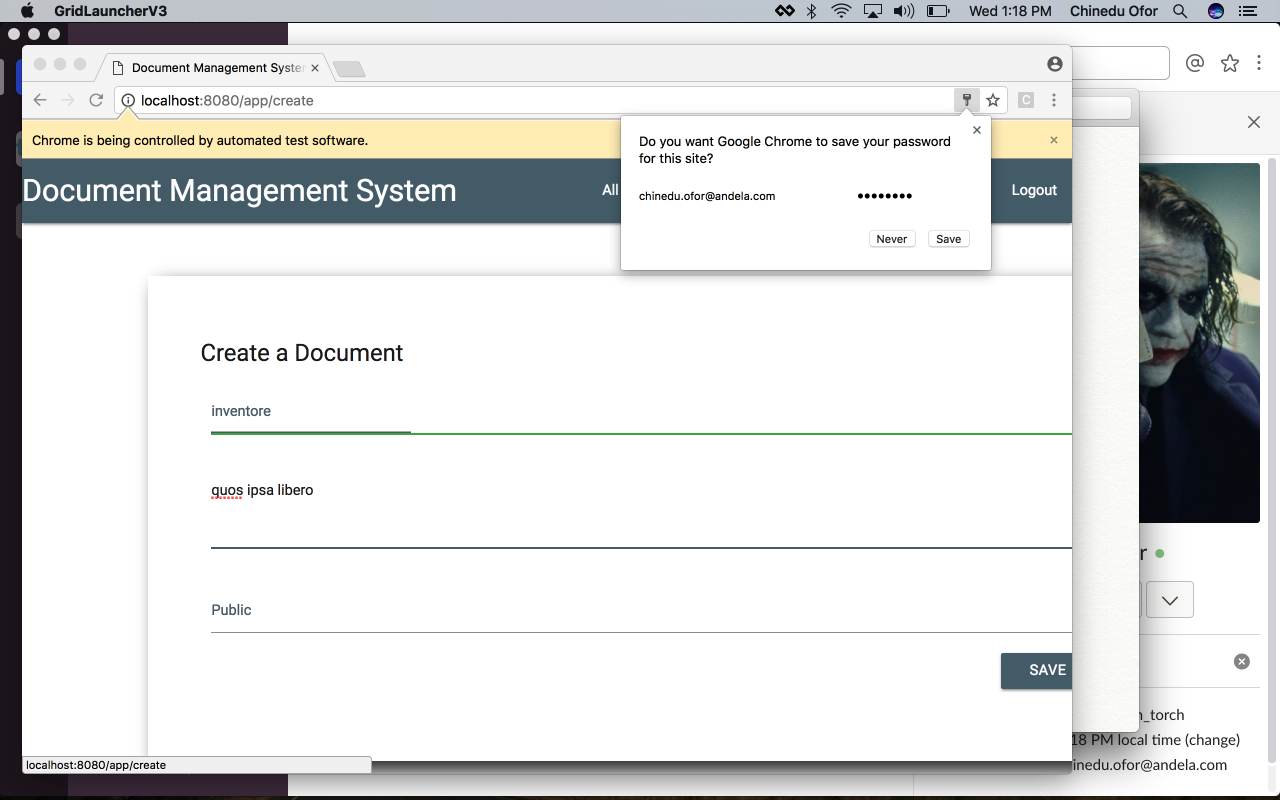 GridLauncherV3
Wed 1:18 PM
Chinedu Ofor
Document Management Syste
localhost:8080/app/create
C
Chrome is being controlled by automated test software.
Do you want Google Chrome to save your password
for this site?
chinedu.ofor@andela.com
••••••••
Never
Save
Document Management System
All
Logout
Create a Document
inventore
quos ipsa libero
Public
SAVE
localhost:8080/app/create
r
_torch
18 PM local time (change)
inedu.ofor@andela.com